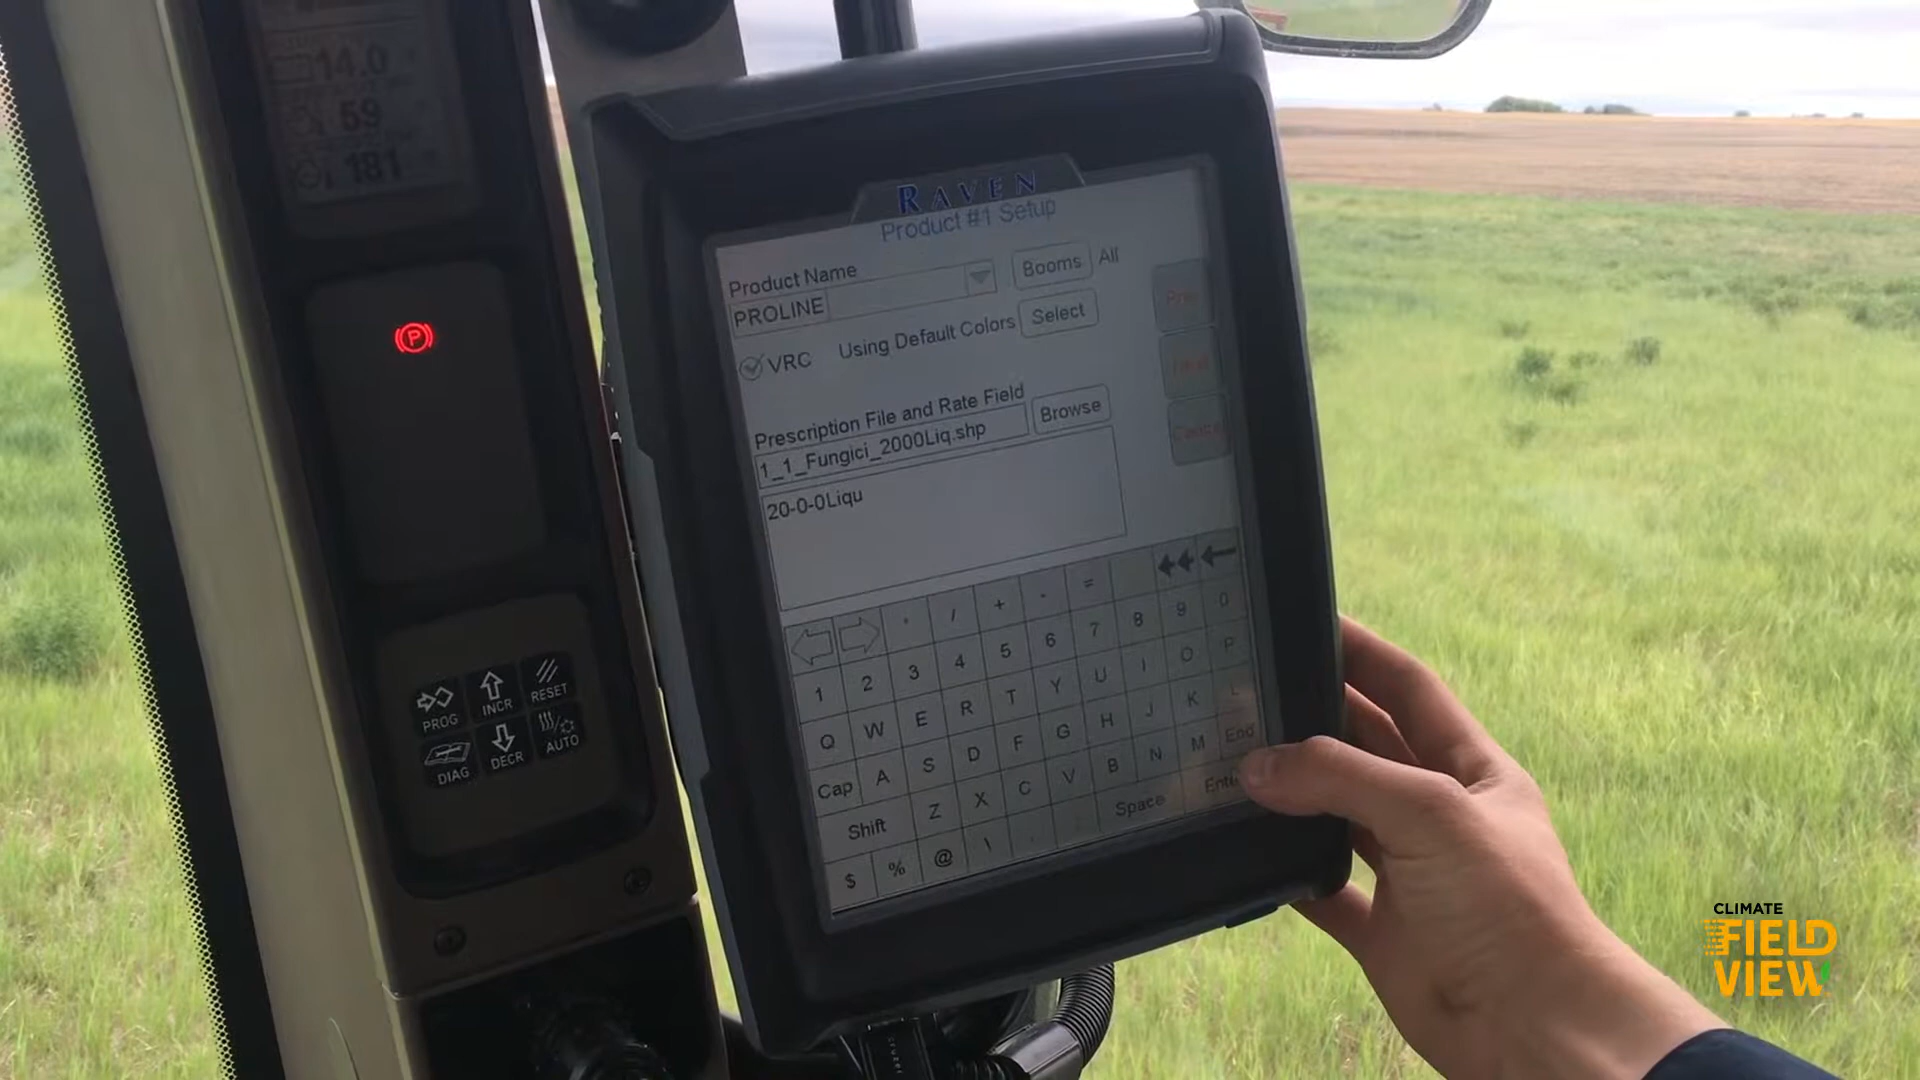 14.0
59
181
PROG
INCR
RESET
DIAG
DECR
AUTO
RAVEN
Product #1 Setup
Product Name
Booms All
PROLINE
VRC Using Default Colors Select
Prescription File and Rate Field
1_1_Fungici_2000Liq.shp Browse
20-0-0Liqu
/ + - =
1 2 3 4 5 6 7 8 9 0
Q W E R T Y U I O P
Cap A S D F G H J K L
Shift Z X C V B N M End
$ % @ \ Space Enter
CLIMATE
FIELD
VIEW